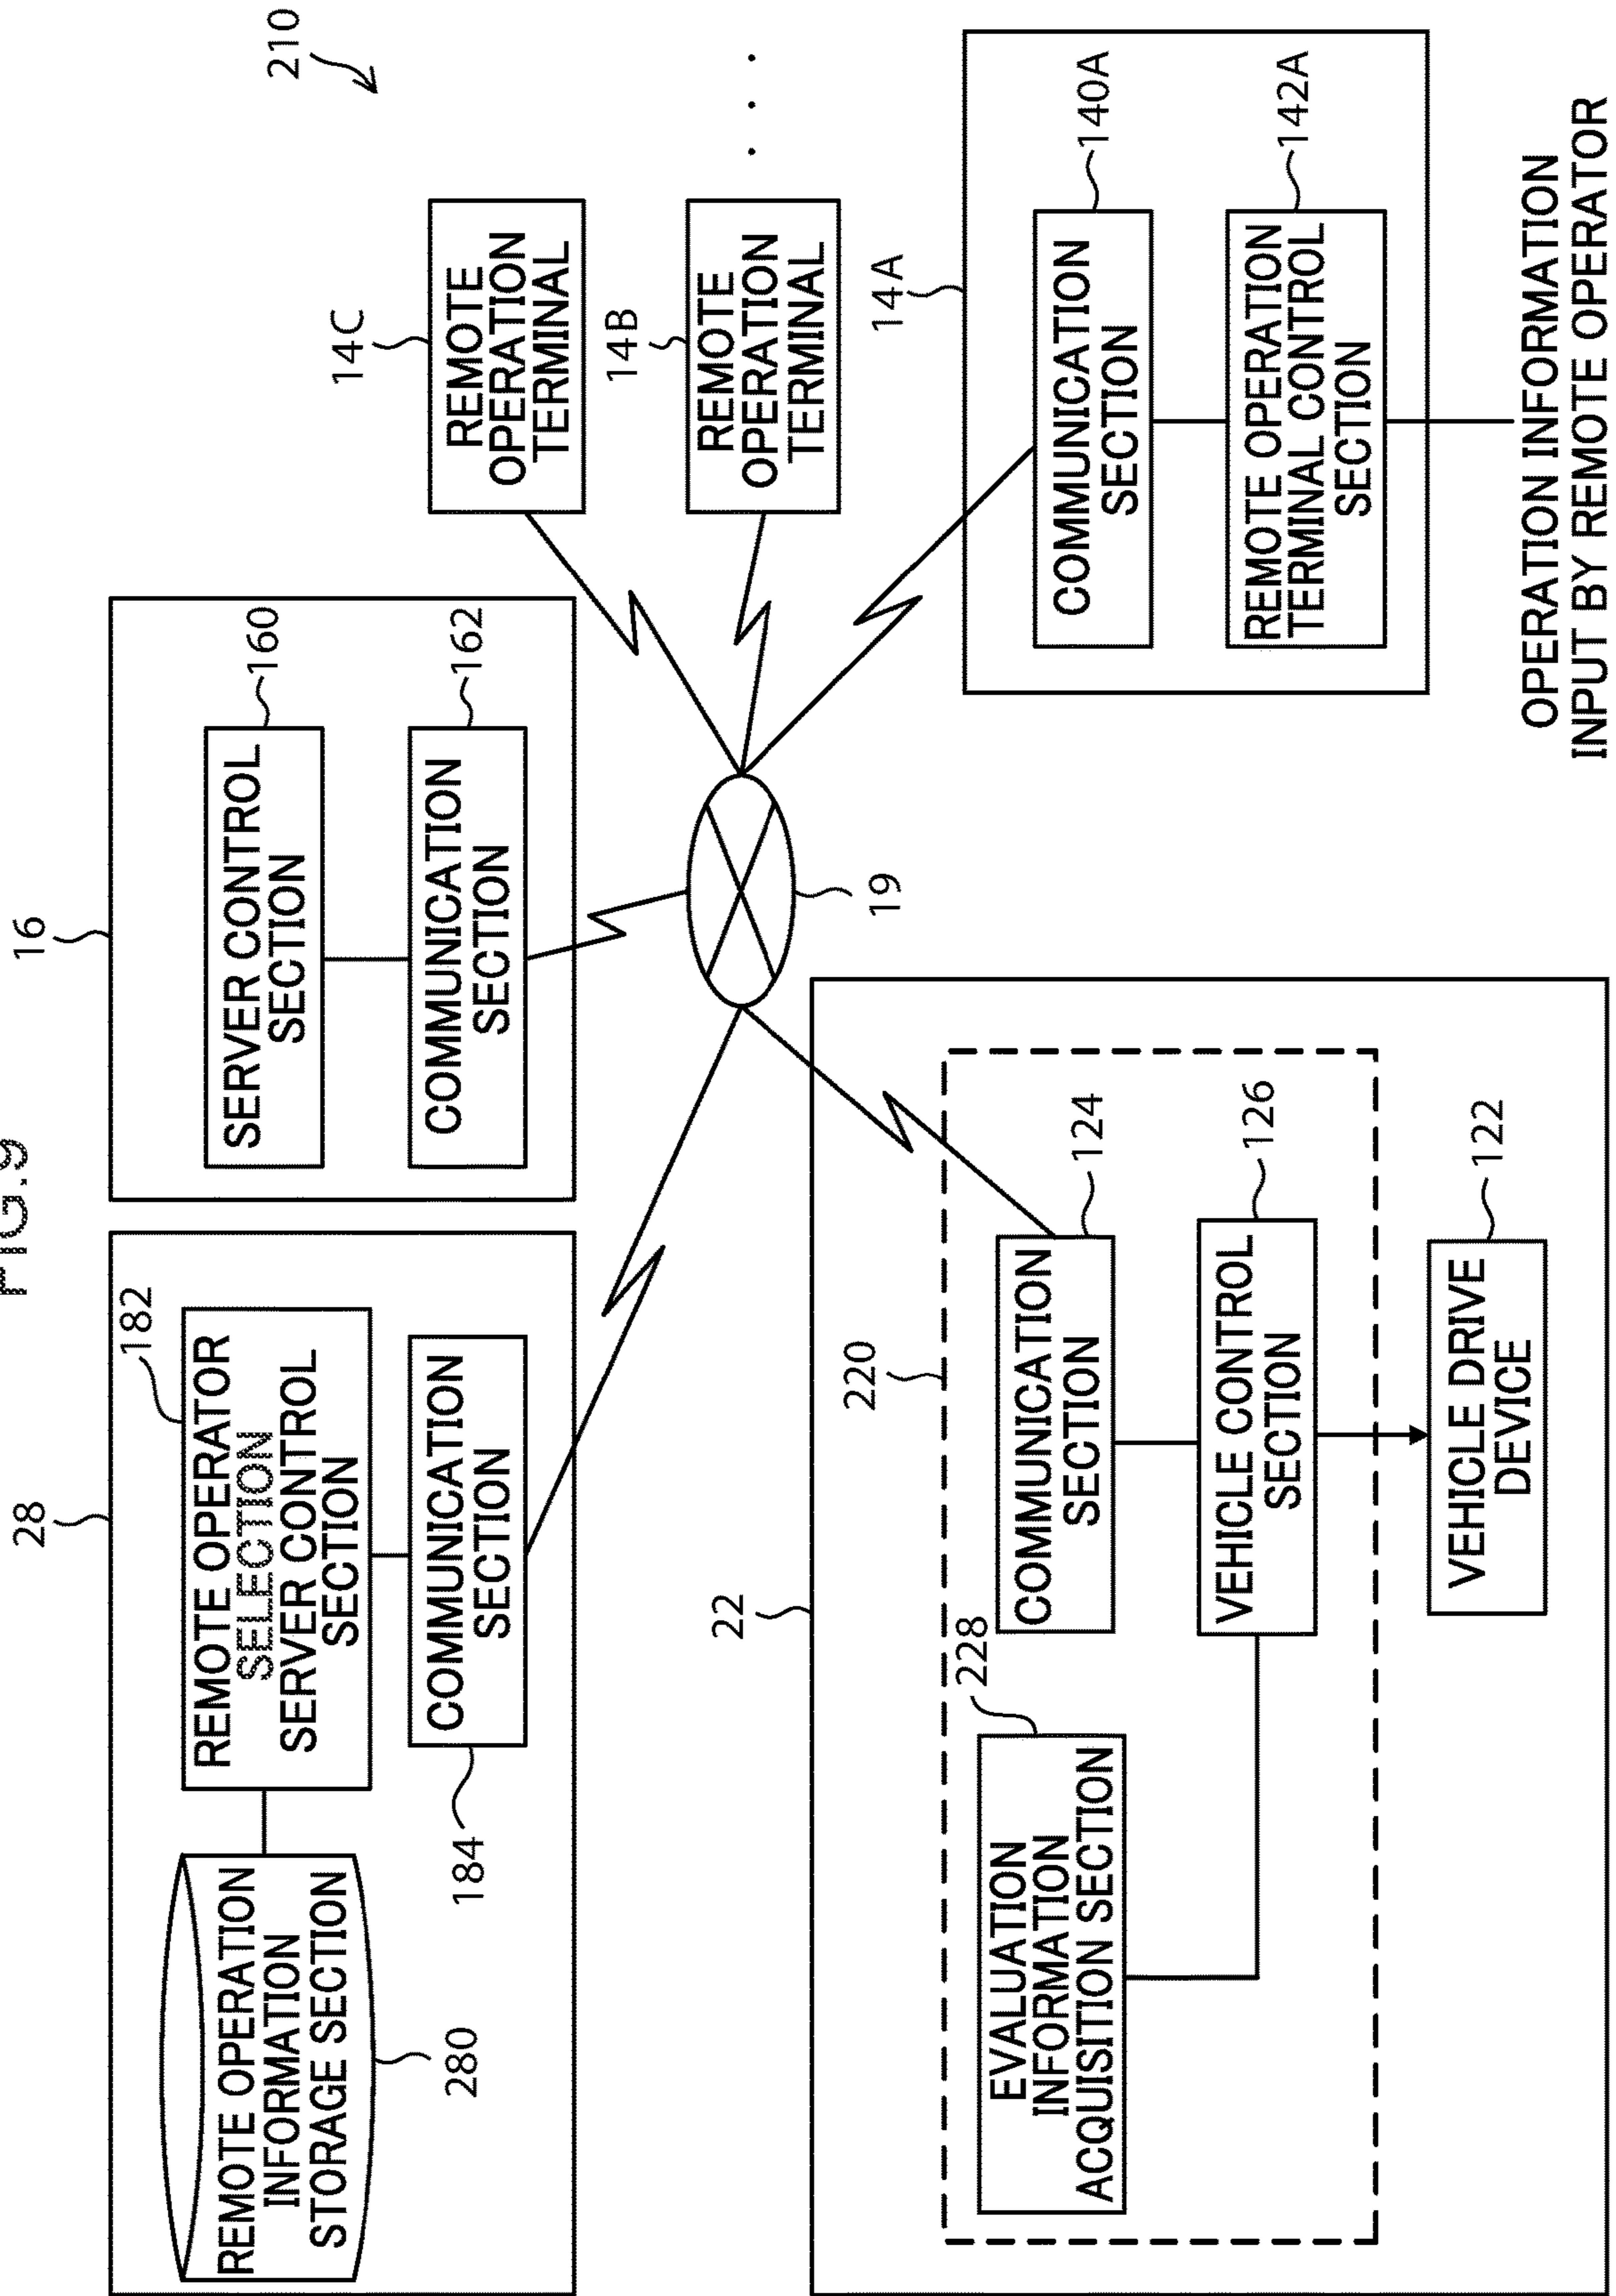 FIG.9
210
28
182
REMOTE OPERATION
INFORMATION
STORAGE SECTION
280
REMOTE OPERATOR
SELECTION
SERVER CONTROL
SECTION
COMMUNICATION
SECTION
184
16
SERVER CONTROL
SECTION
160
COMMUNICATION
SECTION
162
14C
REMOTE
OPERATION
TERMINAL
14B
REMOTE
OPERATION
TERMINAL
. . .
19
22
220
228
EVALUATION
INFORMATION
ACQUISITION SECTION
COMMUNICATION
SECTION
124
VEHICLE CONTROL
SECTION
126
VEHICLE DRIVE
DEVICE
122
14A
COMMUNICATION
SECTION
140A
REMOTE OPERATION
TERMINAL CONTROL
SECTION
142A
OPERATION INFORMATION
INPUT BY REMOTE OPERATOR